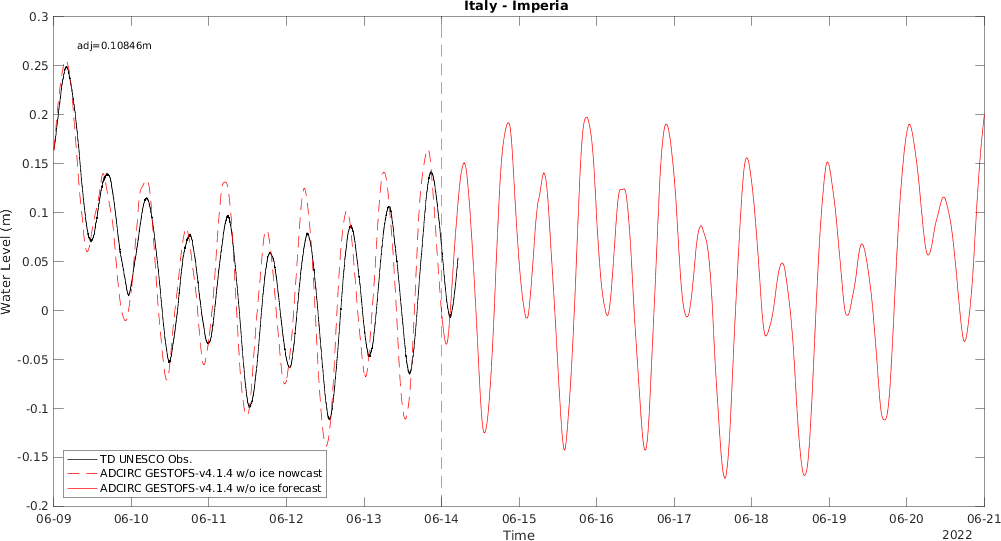 Italy - Imperia
adj=0.10846m
Water Level (m)
0.3
0.25
0.2
0.15
0.1
0.05
0
-0.05
-0.1
-0.15
-0.2
TD UNESCO Obs.
ADCIRC GESTOFS-v4.1.4 w/o ice nowcast
ADCIRC GESTOFS-v4.1.4 w/o ice forecast
06-09 06-10 06-11 06-12 06-13 06-14 06-15 06-16 06-17 06-18 06-19 06-20 06-21
Time
2022